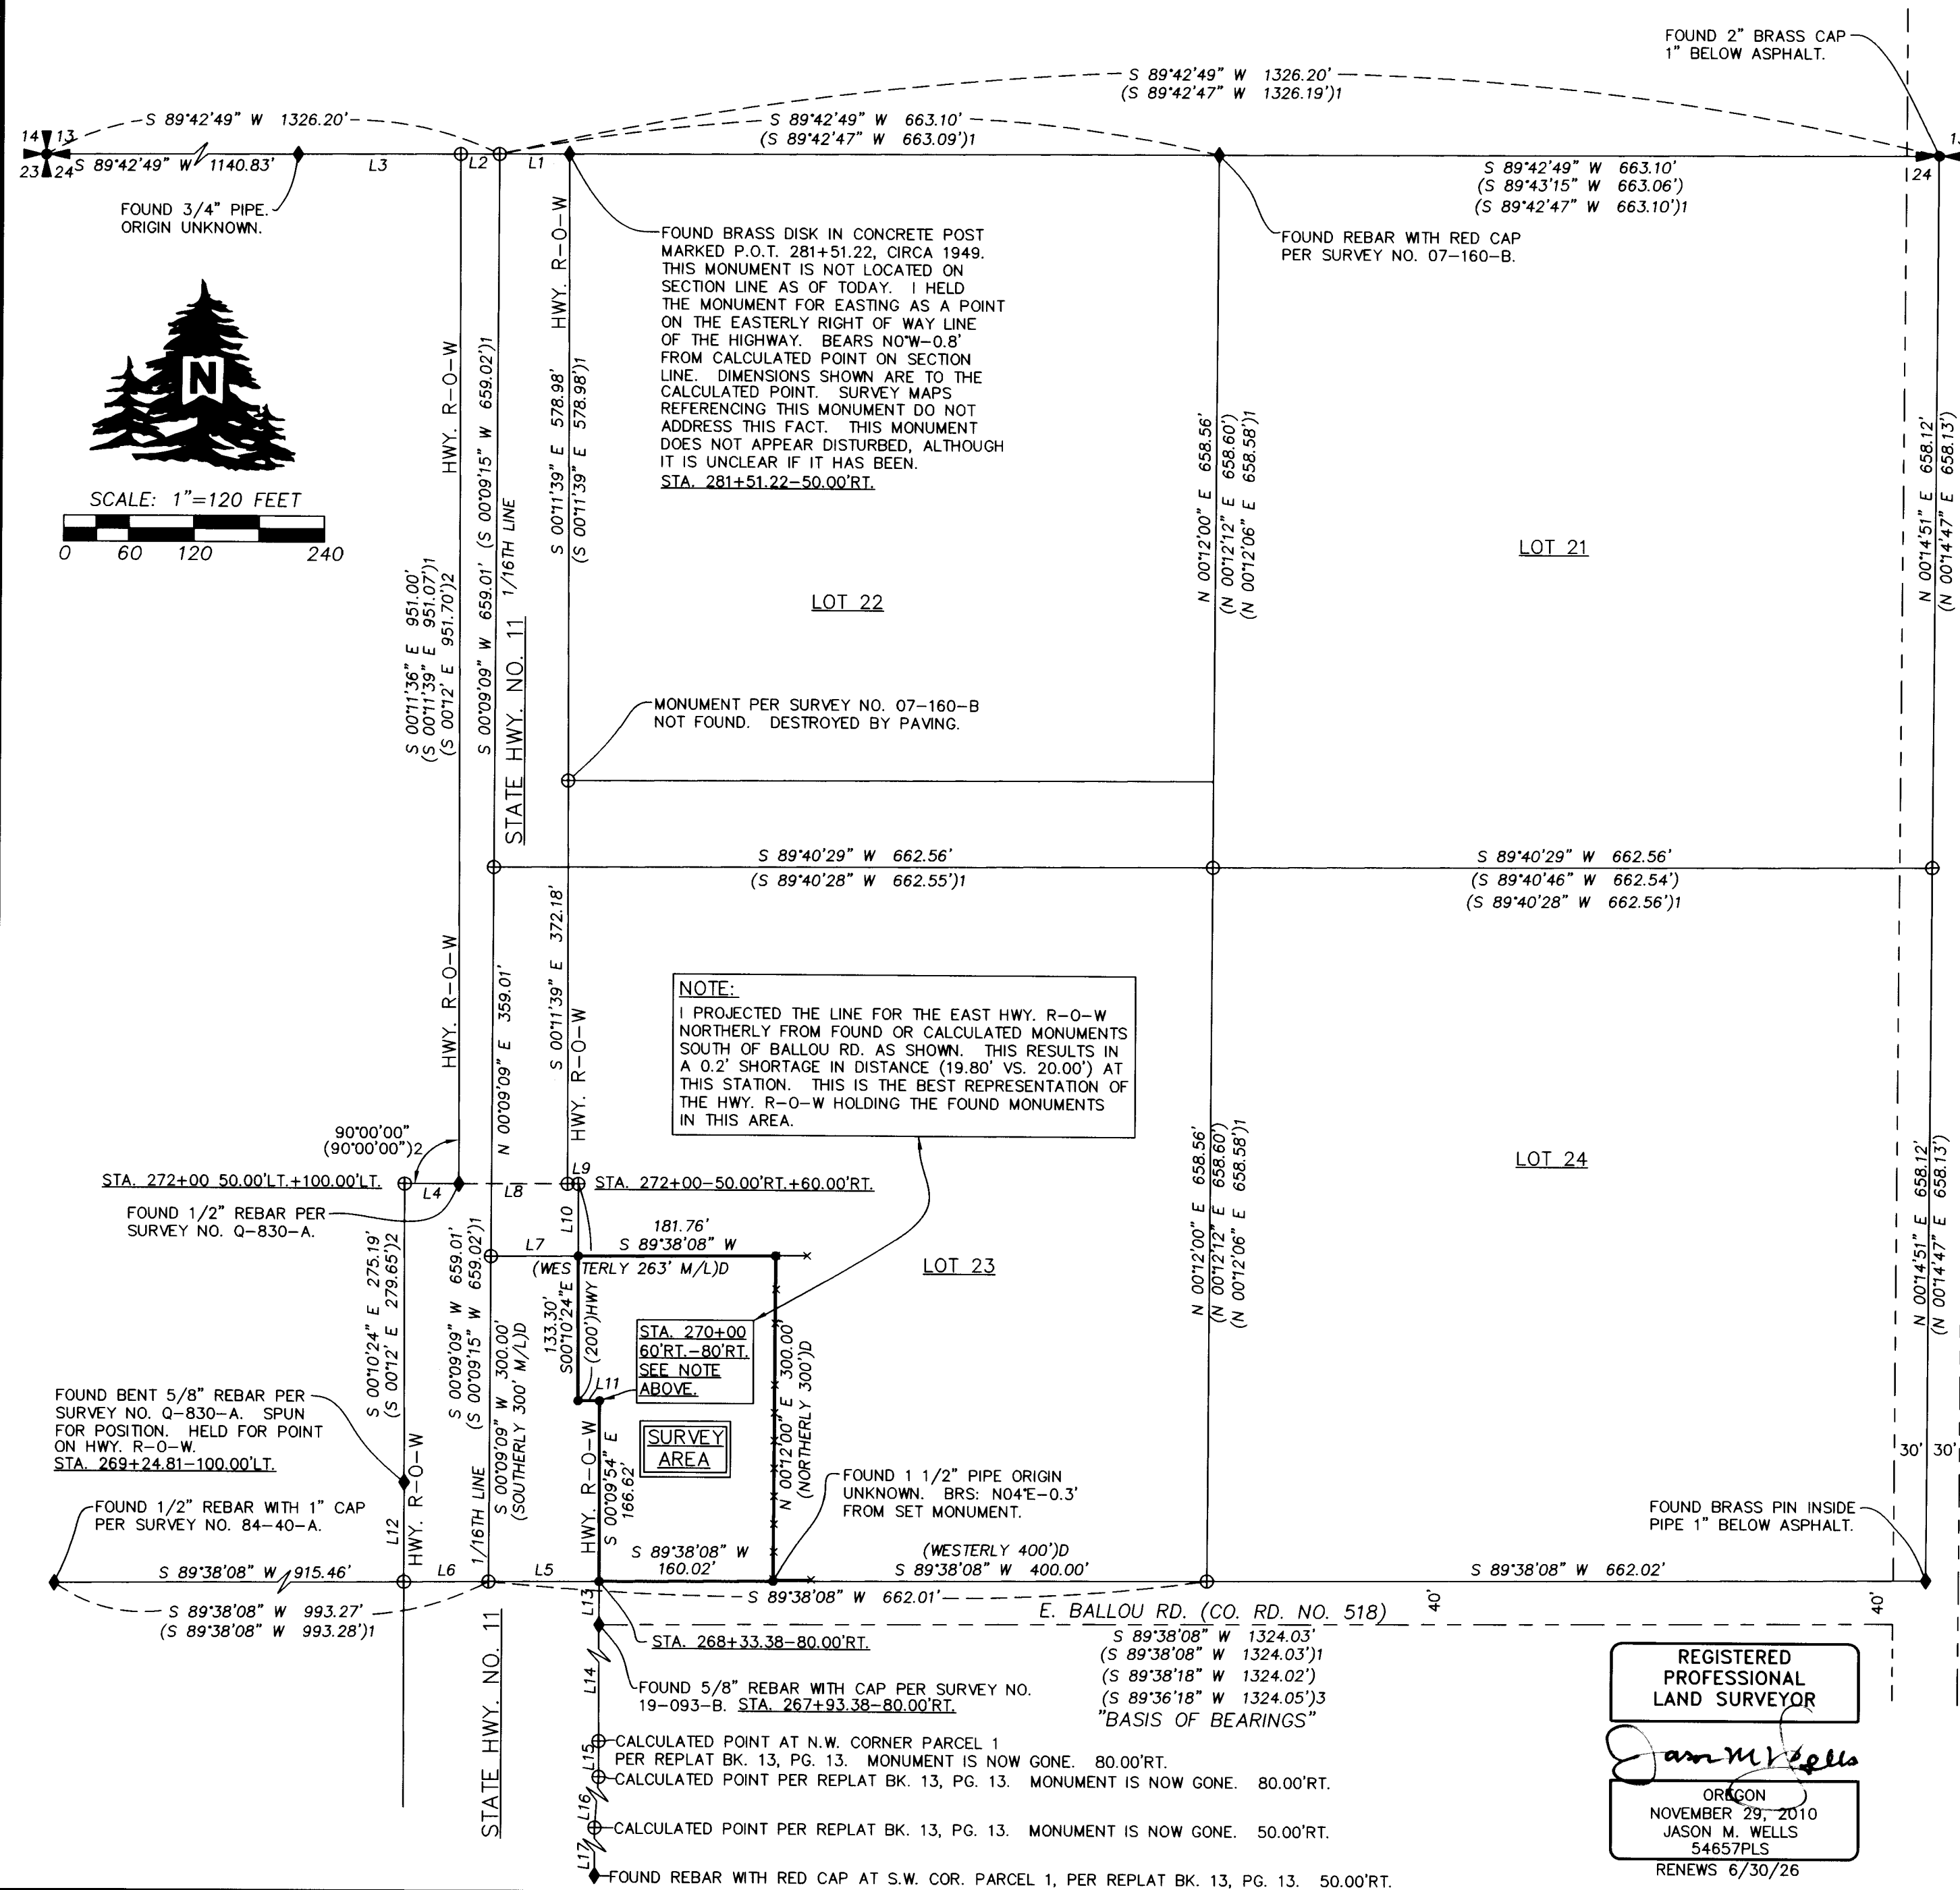 FOUND 2" BRASS CAP
1" BELOW ASPHALT.
S 89°42'49" W 1326.20'
(S 89°42'47" W 1326.19')1
S 89°42'49" W 1326.20'
S 89°42'49" W 663.10'
(S 89°42'47" W 663.09')1
14 13
23 24
S 89°42'49" W 1140.83'
L3
L2
L1
S 89°42'49" W 663.10'
(S 89°43'15" W 663.06')
(S 89°42'47" W 663.10')1
13
24
FOUND 3/4" PIPE.
ORIGIN UNKNOWN.
FOUND BRASS DISK IN CONCRETE POST
MARKED P.O.T. 281+51.22, CIRCA 1949.
THIS MONUMENT IS NOT LOCATED ON
SECTION LINE AS OF TODAY. I HELD
THE MONUMENT FOR EASTING AS A POINT
ON THE EASTERLY RIGHT OF WAY LINE
OF THE HIGHWAY. BEARS N0°W-0.8'
FROM CALCULATED POINT ON SECTION
LINE. DIMENSIONS SHOWN ARE TO THE
CALCULATED POINT. SURVEY MAPS
REFERENCING THIS MONUMENT DO NOT
ADDRESS THIS FACT. THIS MONUMENT
DOES NOT APPEAR DISTURBED, ALTHOUGH
IT IS UNCLEAR IF IT HAS BEEN.
STA. 281+51.22-50.00'RT.
FOUND REBAR WITH RED CAP
PER SURVEY NO. 07-160-B.
N
SCALE: 1"=120 FEET
0 60 120 240
HWY. R-O-W
HWY. R-O-W
S 00°11'36" E 951.00'
(S 00°11'39" E 951.07')1
(S 00°12' E 951.70')2
S 00°09'09" W 659.01' (S 00°09'15" W 659.02')1
1/16TH LINE
STATE HWY. NO. 11
S 00°11'39" E 578.98'
(S 00°11'39" E 578.98')1
N 00°12'00" E 658.56'
(N 00°12'12" E 658.60')
(N 00°12'06" E 658.58')1
N 00°14'51" E 658.12'
(N 00°14'47" E 658.13')
LOT 21
LOT 22
MONUMENT PER SURVEY NO. 07-160-B
NOT FOUND. DESTROYED BY PAVING.
S 89°40'29" W 662.56'
(S 89°40'28" W 662.55')1
S 89°40'29" W 662.56'
(S 89°40'46" W 662.54')
(S 89°40'28" W 662.56')1
HWY. R-O-W
N 00°09'09" E 359.01'
S 00°11'39" E 372.18'
HWY. R-O-W
NOTE:
I PROJECTED THE LINE FOR THE EAST HWY. R-O-W
NORTHERLY FROM FOUND OR CALCULATED MONUMENTS
SOUTH OF BALLOU RD. AS SHOWN. THIS RESULTS IN
A 0.2' SHORTAGE IN DISTANCE (19.80' VS. 20.00') AT
THIS STATION. THIS IS THE BEST REPRESENTATION OF
THE HWY. R-O-W HOLDING THE FOUND MONUMENTS
IN THIS AREA.
90°00'00"
(90°00'00")2
STA. 272+00 50.00'LT.+100.00'LT.
L4
L8
L9
STA. 272+00-50.00'RT.+60.00'RT.
FOUND 1/2" REBAR PER
SURVEY NO. Q-830-A.
L10
L7
181.76'
S 89°38'08" W
(WESTERLY 263' M/L)D
LOT 23
LOT 24
N 00°12'00" E 658.56'
(N 00°12'12" E 658.60')
(N 00°12'06" E 658.58')1
N 00°14'51" E 658.12'
(N 00°14'47" E 658.13')
S 00°10'24" E 275.19'
(S 00°12' E 279.65')2
S 00°09'09" W 659.01'
(S 00°09'15" W 659.02')1
S 00°09'09" W 300.00'
(SOUTHERLY 300' M/L)D
133.30'
S00°10'24"E
(200')HWY
L11
STA. 270+00
60'RT.-80'RT.
SEE NOTE
ABOVE.
N 00°12'00" E 300.00'
(NORTHERLY 300')D
SURVEY
AREA
HWY. R-O-W
S 00°09'54" E
166.62'
FOUND BENT 5/8" REBAR PER
SURVEY NO. Q-830-A. SPUN
FOR POSITION. HELD FOR POINT
ON HWY. R-O-W.
STA. 269+24.81-100.00'LT.
HWY. R-O-W
1/16TH LINE
L12
FOUND 1/2" REBAR WITH 1" CAP
PER SURVEY NO. 84-40-A.
FOUND 1 1/2" PIPE ORIGIN
UNKNOWN. BRS: N04°E-0.3'
FROM SET MONUMENT.
30' 30'
FOUND BRASS PIN INSIDE
PIPE 1" BELOW ASPHALT.
S 89°38'08" W 915.46'
L6
L5
S 89°38'08" W
160.02'
(WESTERLY 400')D
S 89°38'08" W 400.00'
S 89°38'08" W 662.02'
S 89°38'08" W 993.27'
(S 89°38'08" W 993.28')1
S 89°38'08" W 662.01'
L13
E. BALLOU RD. (CO. RD. NO. 518)
40'
40'
STA. 268+33.38-80.00'RT.
S 89°38'08" W 1324.03'
(S 89°38'08" W 1324.03')1
(S 89°38'18" W 1324.02')
(S 89°36'18" W 1324.05')3
"BASIS OF BEARINGS"
STATE HWY. NO. 11
L14
FOUND 5/8" REBAR WITH CAP PER SURVEY NO.
19-093-B. STA. 267+93.38-80.00'RT.
L15
CALCULATED POINT AT N.W. CORNER PARCEL 1
PER REPLAT BK. 13, PG. 13. MONUMENT IS NOW GONE. 80.00'RT.
CALCULATED POINT PER REPLAT BK. 13, PG. 13. MONUMENT IS NOW GONE. 80.00'RT.
L16
CALCULATED POINT PER REPLAT BK. 13, PG. 13. MONUMENT IS NOW GONE. 50.00'RT.
L17
FOUND REBAR WITH RED CAP AT S.W. COR. PARCEL 1, PER REPLAT BK. 13, PG. 13. 50.00'RT.
REGISTERED
PROFESSIONAL
LAND SURVEYOR
Jason M Wells
OREGON
NOVEMBER 29, 2010
JASON M. WELLS
54657PLS
RENEWS 6/30/26